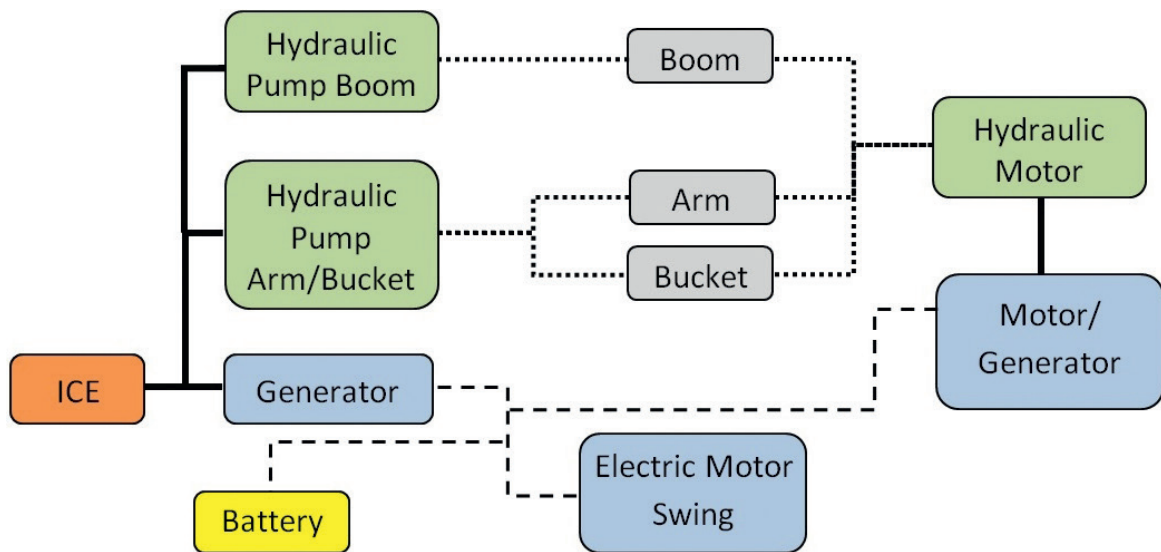 Hydraulic
Pump Boom
Boom
Hydraulic
Motor
Hydraulic
Pump
Arm/Bucket
Arm
Bucket
Motor/
Generator
ICE
Generator
Electric Motor
Swing
Battery